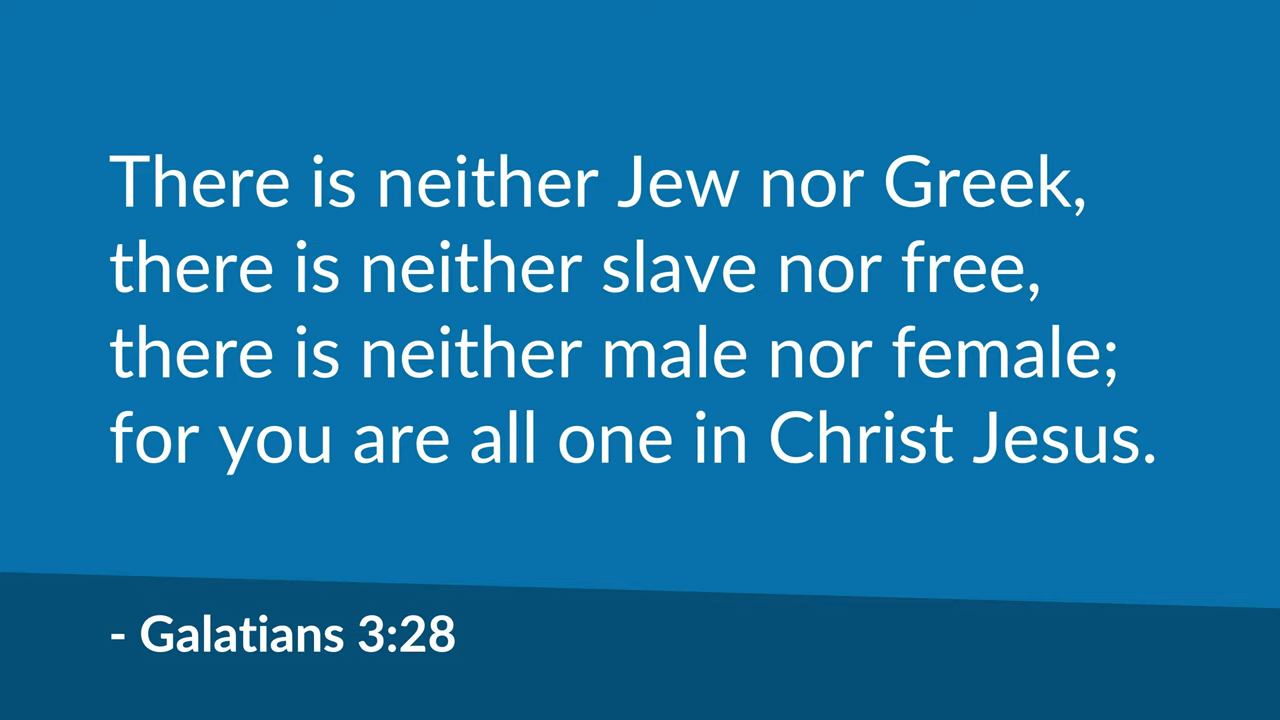 There is neither Jew nor Greek,
there is neither slave nor free,
there is neither male nor female;
for you are all one in Christ Jesus.
- Galatians 3:28